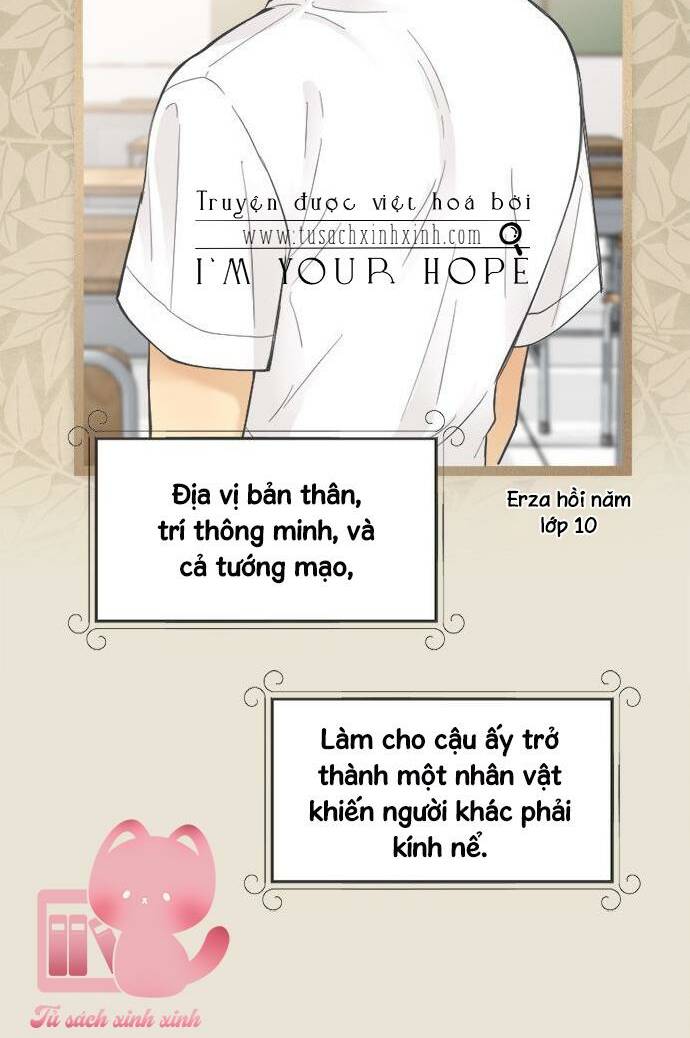 Truyện được việt hoá bởi
www.tusachxinhxinh.com
I'M YOUR HOPE
Địa vị bản thân,
trí thông minh, và
cả tướng mạo,
Erza hồi năm
lớp 10
Làm cho cậu ấy trở
thành một nhân vật
khiến người khác phải
kính nể.
Tủ sách xinh xinh